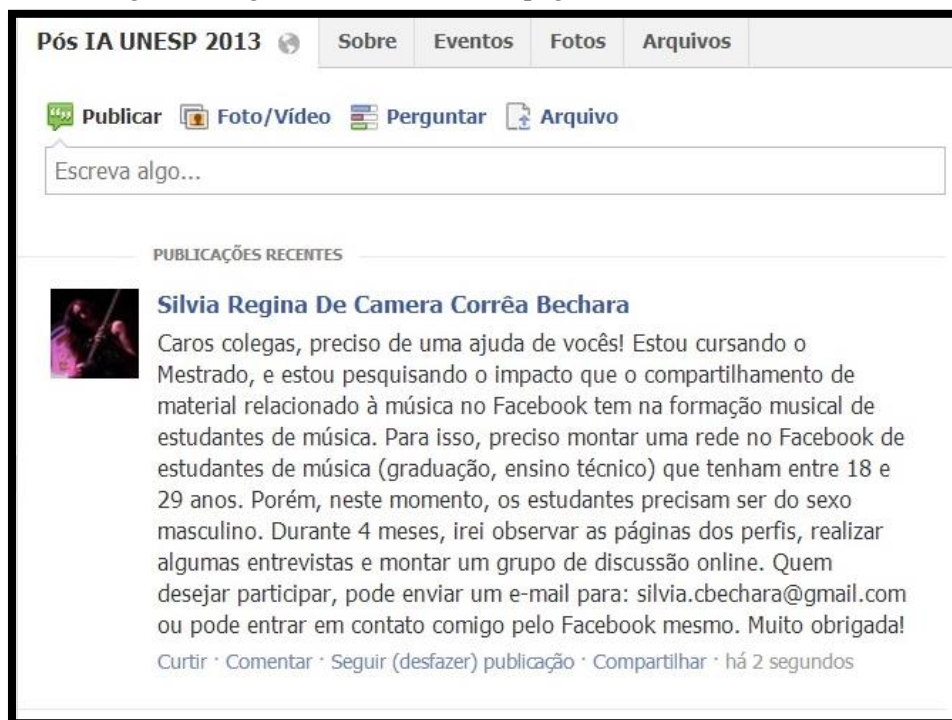 Pós IA UNESP 2013 Sobre Eventos Fotos Arquivos
Publicar Foto/Vídeo Perguntar Arquivo
Escreva algo...
PUBLICAÇÕES RECENTES
Silvia Regina De Camera Corrêa Bechara
Caros colegas, preciso de uma ajuda de vocês! Estou cursando o
Mestrado, e estou pesquisando o impacto que o compartilhamento de
material relacionado à música no Facebook tem na formação musical de
estudantes de música. Para isso, preciso montar uma rede no Facebook de
estudantes de música (graduação, ensino técnico) que tenham entre 18 e
29 anos. Porém, neste momento, os estudantes precisam ser do sexo
masculino. Durante 4 meses, irei observar as páginas dos perfis, realizar
algumas entrevistas e montar um grupo de discussão online. Quem
desejar participar, pode enviar um e-mail para: silvia.cbechara@gmail.com
ou pode entrar em contato comigo pelo Facebook mesmo. Muito obrigada!
Curtir · Comentar · Seguir (desfazer) publicação · Compartilhar · há 2 segundos